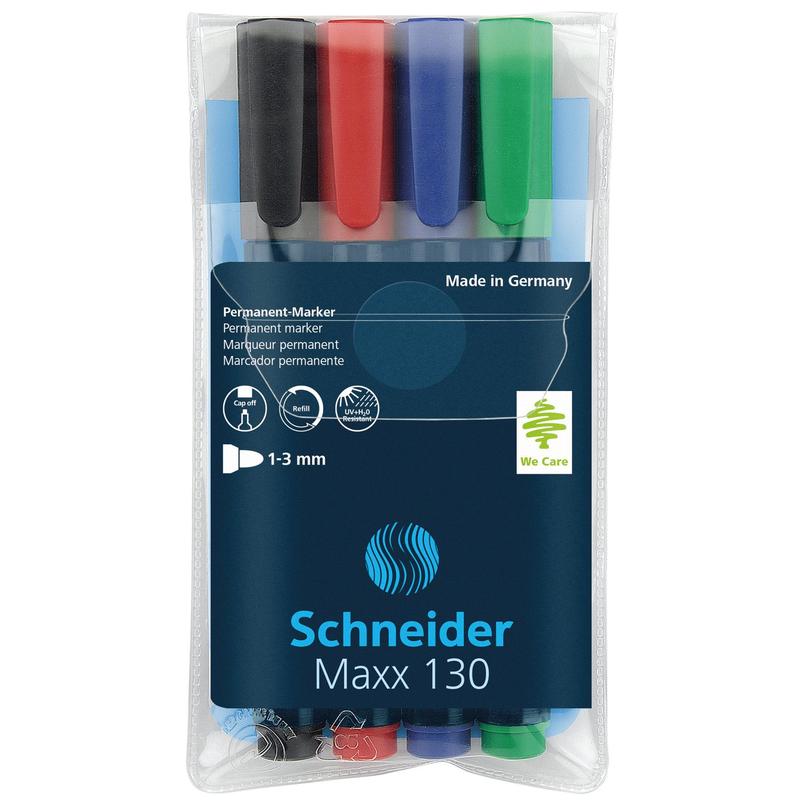 Made in Germany
Permanent-Marker
Permanent marker
Marqueur permanent
Marcador permanente
Cap off
Refill
UV+H₂O
Resistant
1-3 mm
We Care
Schneider
Maxx 130